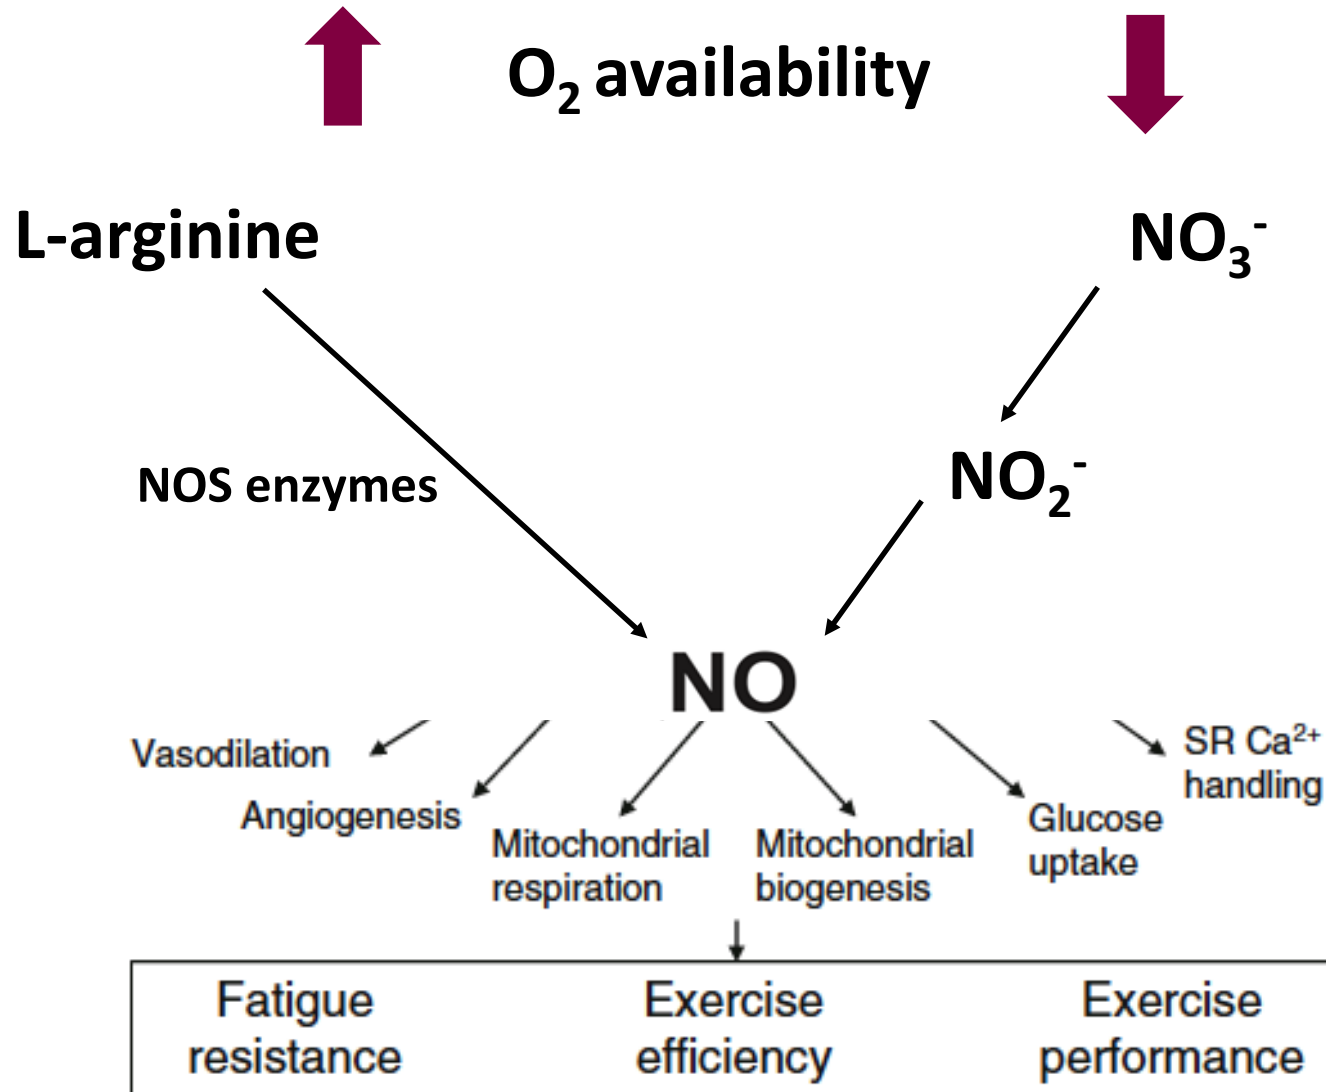 O₂ availability
L-arginine
NO₃⁻
NOS enzymes
NO₂⁻
NO
Vasodilation
SR Ca²⁺
handling
Angiogenesis
Mitochondrial
respiration
Mitochondrial
biogenesis
Glucose
uptake
Fatigue
resistance
Exercise
efficiency
Exercise
performance